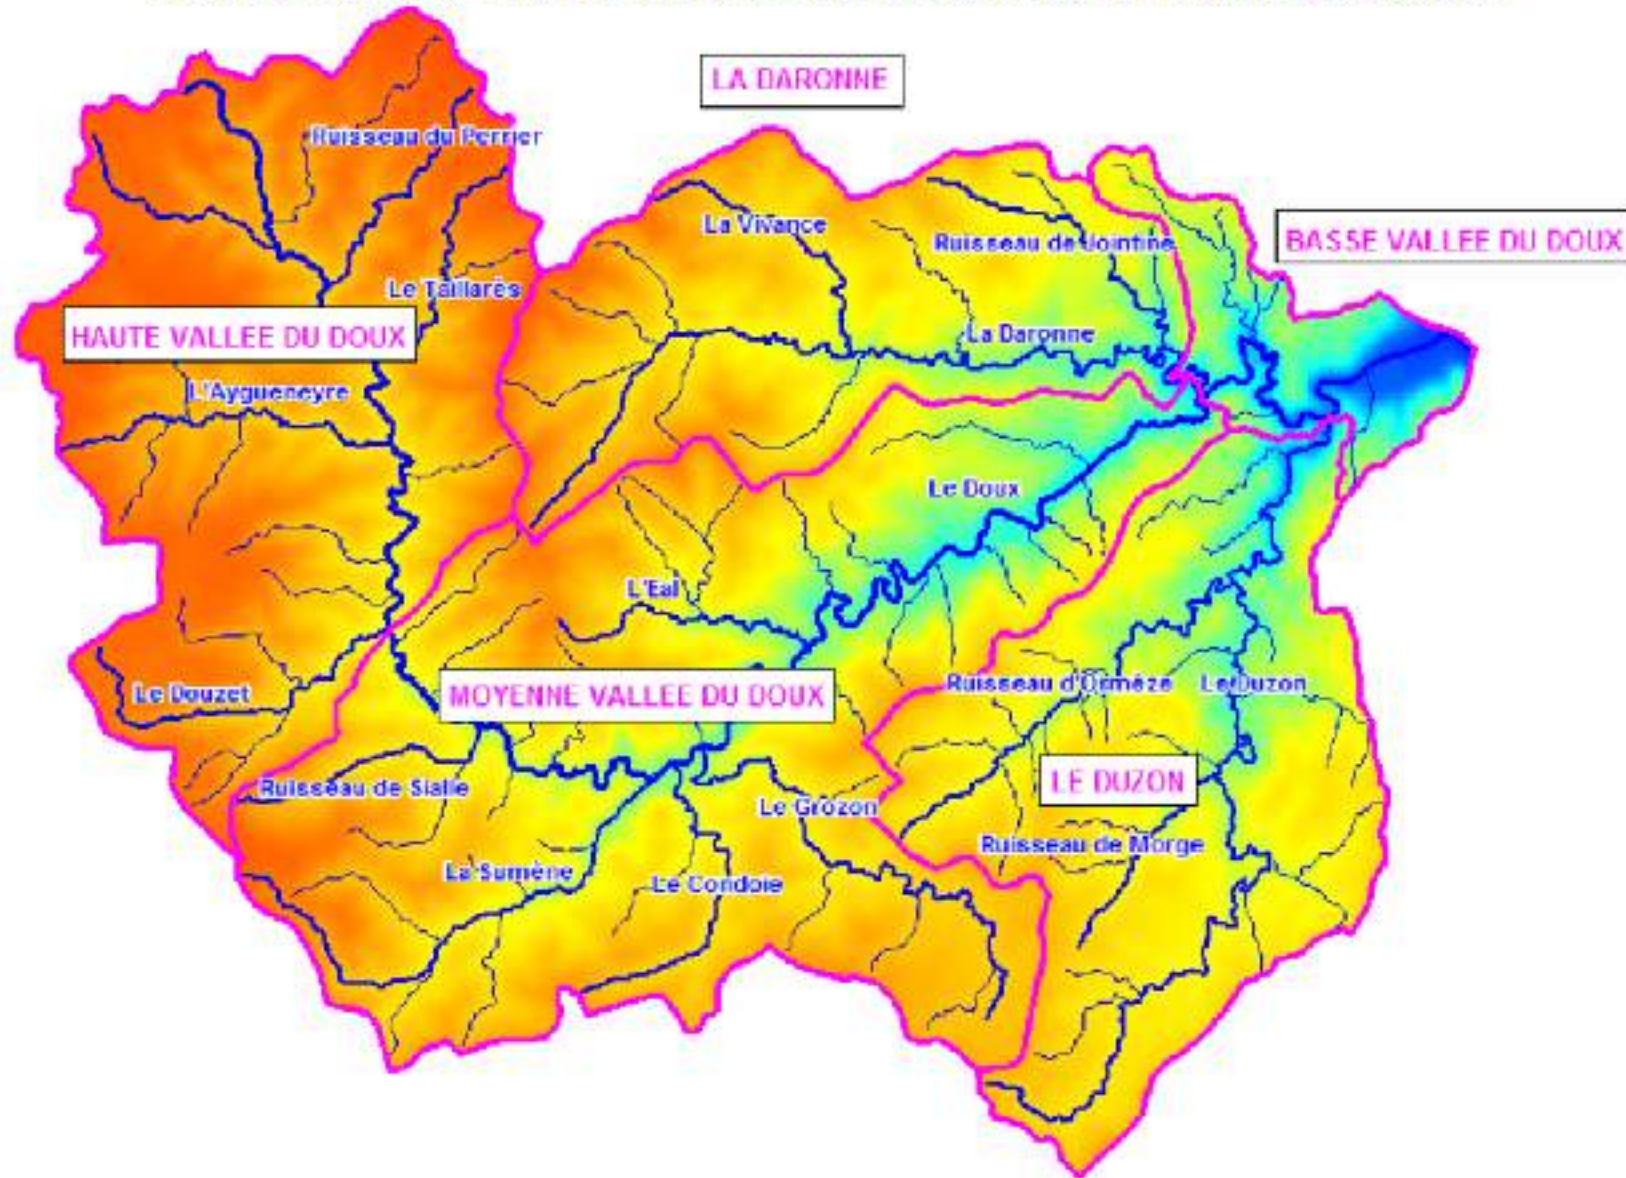 LA DARONNE
Ruisseau du Perrier
La Vivance
Ruisseau de Jointine
BASSE VALLEE DU DOUX
Le Taillarès
HAUTE VALLEE DU DOUX
La Daronne
L'Aygueneyre
Le Doux
L'Eal
Le Douzet
MOYENNE VALLEE DU DOUX
Ruisseau d'Ormèze
Le Duzon
LE DUZON
Ruisseau de Sialle
Le Grozon
Ruisseau de Morge
La Sumène
Le Condoie